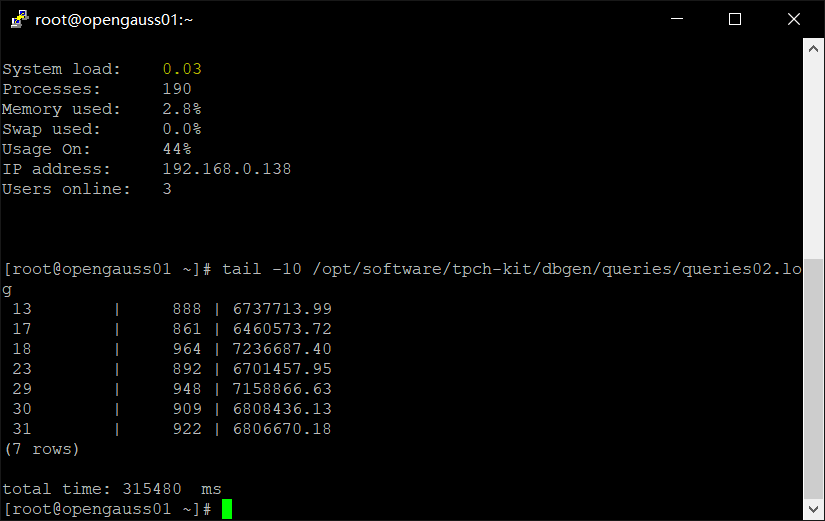 root@opengauss01:~
System load:    0.03
Processes:      190
Memory used:    2.8%
Swap used:      0.0%
Usage On:       44%
IP address:     192.168.0.138
Users online:   3
[root@opengauss01 ~]# tail -10 /opt/software/tpch-kit/dbgen/queries/queries02.lo
g
 13        |     888 | 6737713.99
 17        |     861 | 6460573.72
 18        |     964 | 7236687.40
 23        |     892 | 6701457.95
 29        |     948 | 7158866.63
 30        |     909 | 6808436.13
 31        |     922 | 6806670.18
(7 rows)
total time: 315480  ms
[root@opengauss01 ~]#